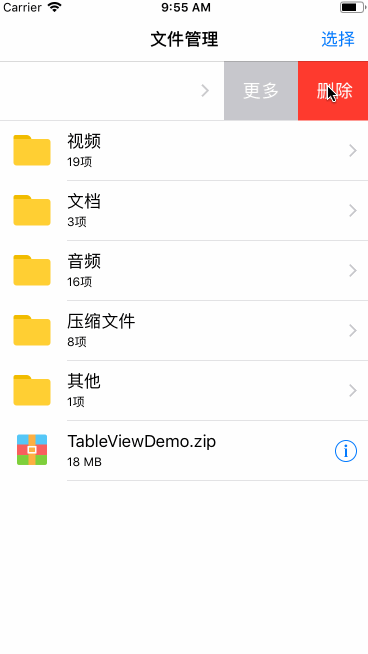 Carrier 9:55 AM
文件管理 选择
更多 删除
视频
19项
文档
3项
音频
16项
压缩文件
8项
其他
1项
TableViewDemo.zip
18 MB